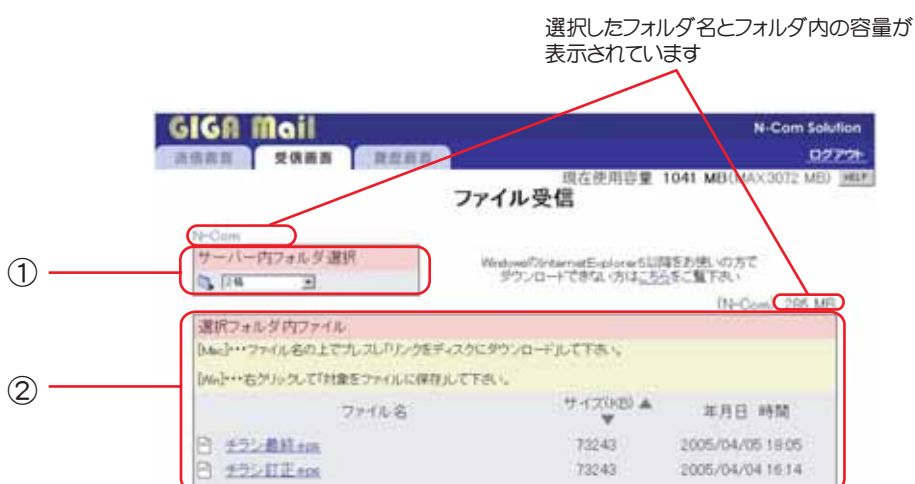 選択したフォルダ名とフォルダ内の容量が
表示されています
GIGA Mail
N-Com Solution
送信画面 受信画面 履歴画面
ログアウト
現在使用容量 1041 MB(MAX3072 MB) HELP
ファイル受信
N-Com
① サーバー内フォルダ選択
WindowsのInternetExplorer5以降をお使いの方で
ダウンロードできない方はこちらをご覧下さい
(N-Com) 285 MB
選択フォルダ内ファイル
[Mac]・・・ファイル名の上でプレスし「リンクをディスクにダウンロード」して下さい。
② [Win]・・・右クリックして「対象をファイルに保存」して下さい。
ファイル名 サイズ(KB) ▲ ▼ 年月日 時間
チラシ最終.eps 73243 2005/04/05 18:05
チラシ訂正.eps 73243 2005/04/04 16:14